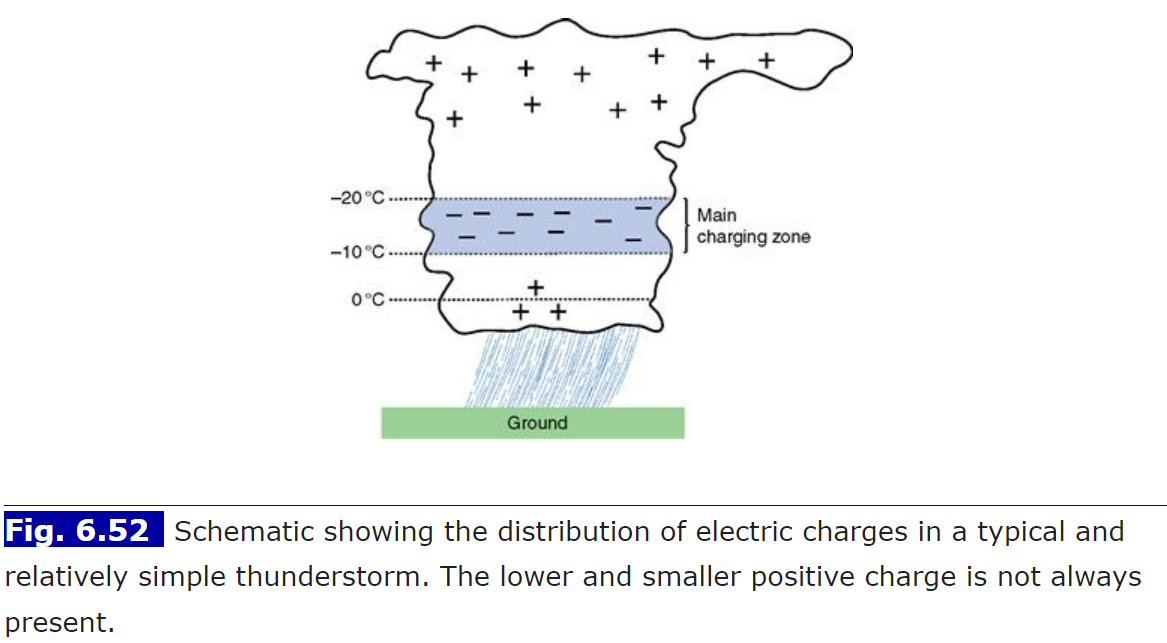 –20 °C
Main
charging zone
–10 °C
0 °C
Ground
Fig. 6.52 Schematic showing the distribution of electric charges in a typical and
relatively simple thunderstorm. The lower and smaller positive charge is not always
present.